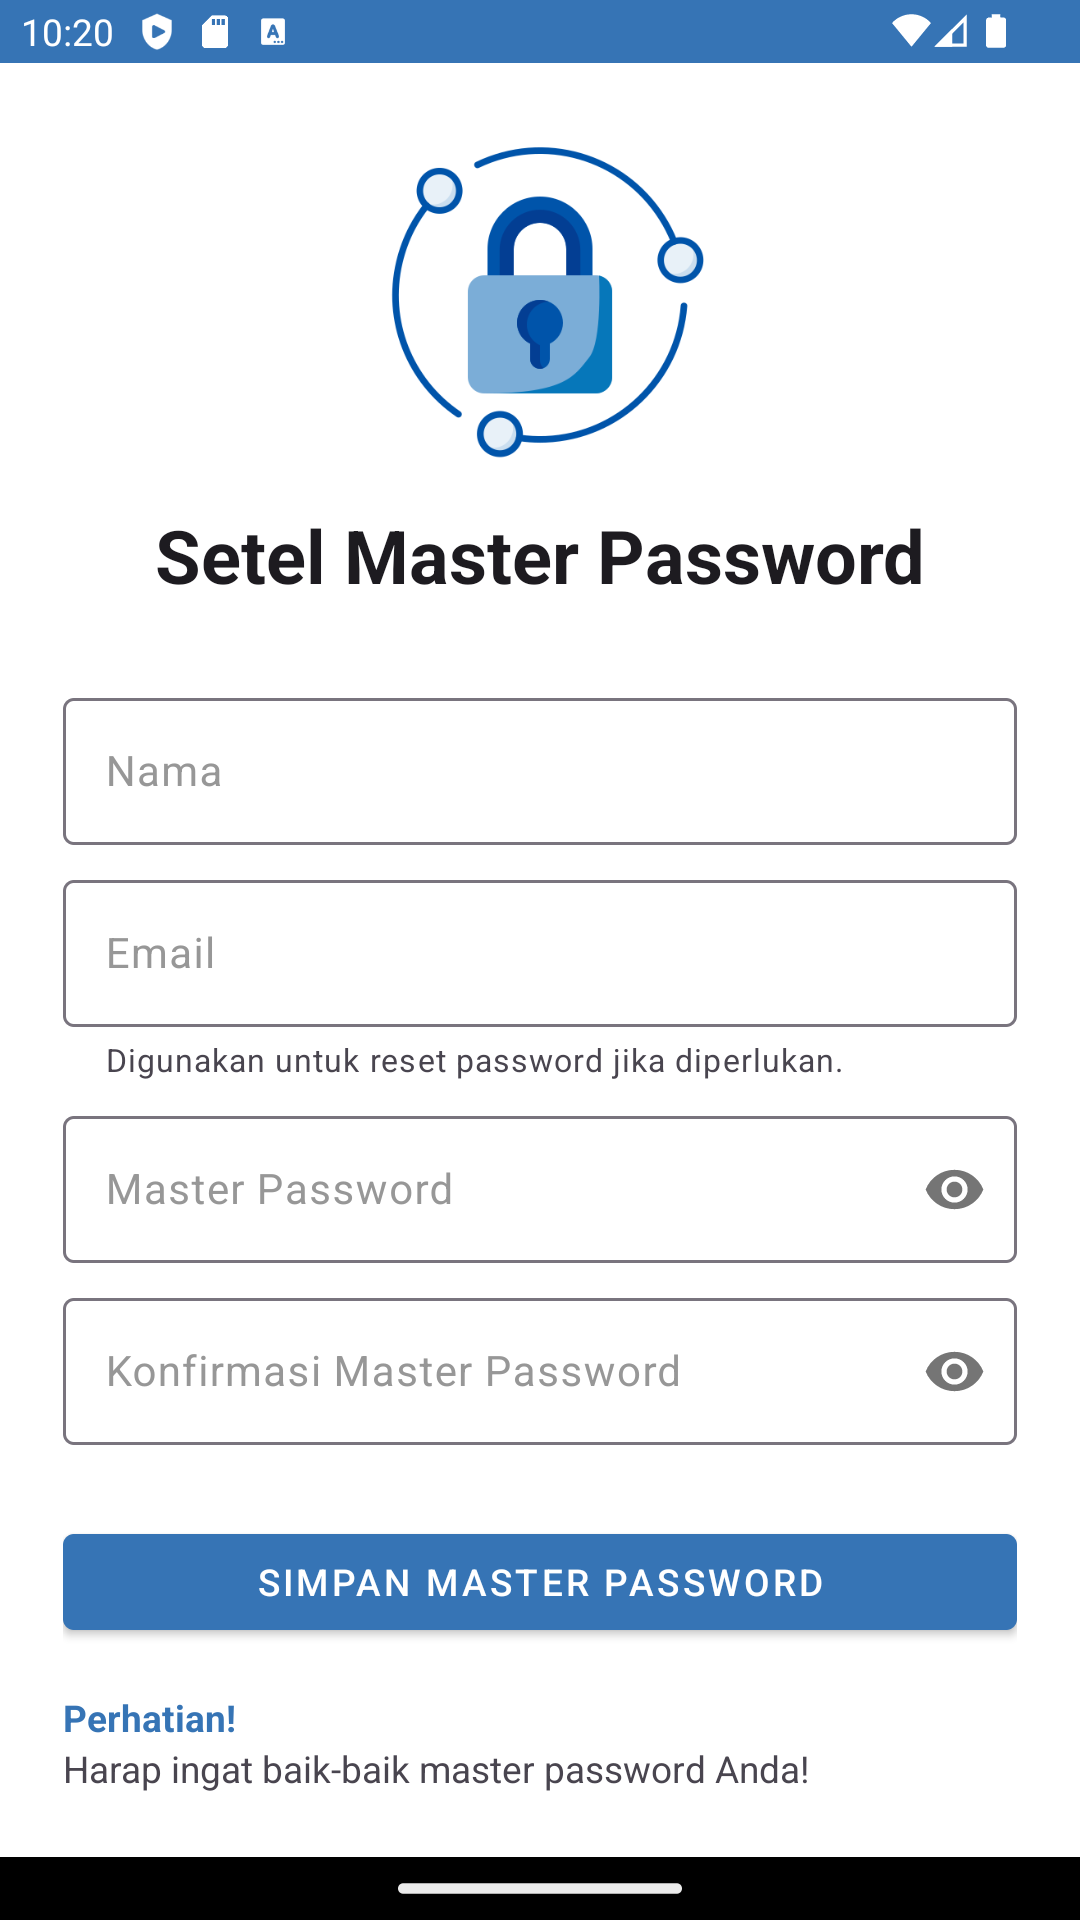 10:20
Setel Master Password
Nama
Email
Digunakan untuk reset password jika diperlukan.
Master Password
Konfirmasi Master Password
SIMPAN MASTER PASSWORD
Perhatian!
Harap ingat baik-baik master password Anda!